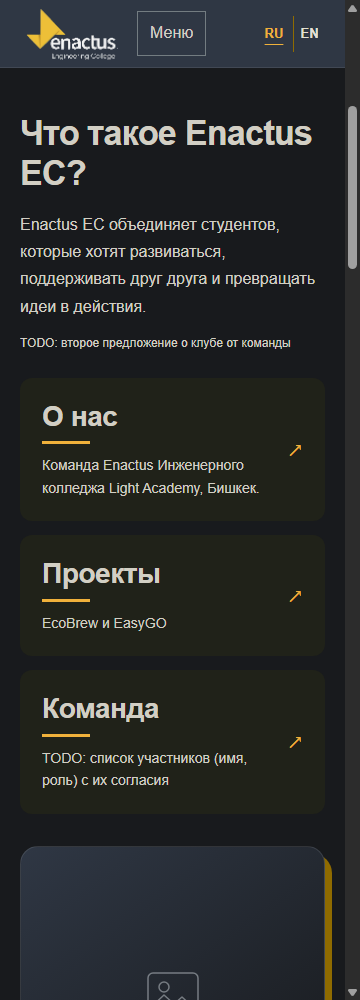 enactus
Engineering College
Меню
RU
EN
Что такое Enactus
EC?
Enactus EC объединяет студентов,
которые хотят развиваться,
поддерживать друг друга и превращать
идеи в действия.
TODO: второе предложение о клубе от команды
О нас
Команда Enactus Инженерного
колледжа Light Academy, Бишкек.
↗
Проекты
EcoBrew и EasyGO
↗
Команда
TODO: список участников (имя,
роль) с их согласия
↗